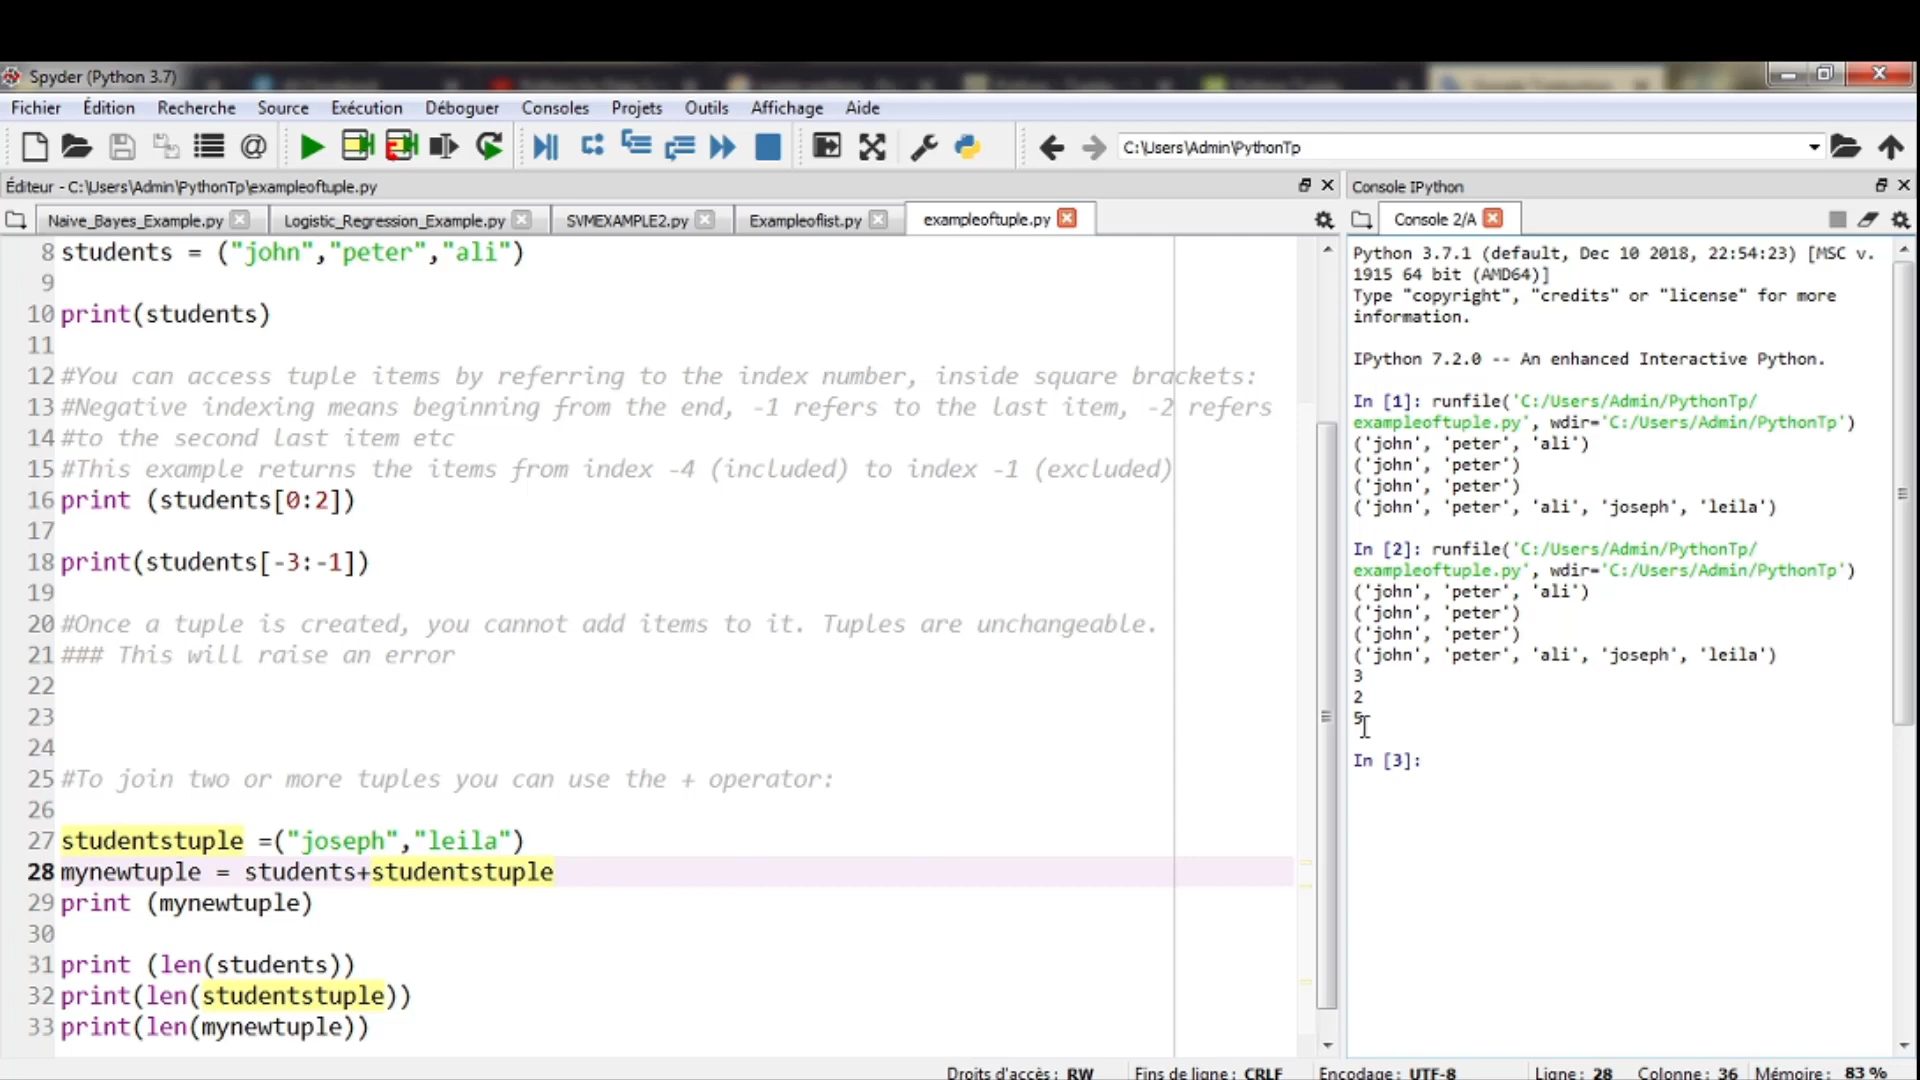 Spyder (Python 3.7)
Fichier Édition Recherche Source Exécution Déboguer Consoles Projets Outils Affichage Aide
C:\Users\Admin\PythonTp
Éditeur - C:\Users\Admin\PythonTp\exampleoftuple.py
Naive_Bayes_Example.py Logistic_Regression_Example.py SVMEXAMPLE2.py Exampleoflist.py exampleoftuple.py
8 students = ("john","peter","ali")
9
10 print(students)
11
12 #You can access tuple items by referring to the index number, inside square brackets:
13 #Negative indexing means beginning from the end, -1 refers to the last item, -2 refers
14 #to the second last item etc
15 #This example returns the items from index -4 (included) to index -1 (excluded)
16 print (students[0:2])
17
18 print(students[-3:-1])
19
20 #Once a tuple is created, you cannot add items to it. Tuples are unchangeable.
21 ### This will raise an error
22
23
24
25 #To join two or more tuples you can use the + operator:
26
27 studentstuple =("joseph","leila")
28 mynewtuple = students+studentstuple
29 print (mynewtuple)
30
31 print (len(students))
32 print(len(studentstuple))
33 print(len(mynewtuple))
Console IPython
Console 2/A
Python 3.7.1 (default, Dec 10 2018, 22:54:23) [MSC v.
1915 64 bit (AMD64)]
Type "copyright", "credits" or "license" for more
information.
IPython 7.2.0 -- An enhanced Interactive Python.
In [1]: runfile('C:/Users/Admin/PythonTp/
exampleoftuple.py', wdir='C:/Users/Admin/PythonTp')
('john', 'peter', 'ali')
('john', 'peter')
('john', 'peter')
('john', 'peter', 'ali', 'joseph', 'leila')
In [2]: runfile('C:/Users/Admin/PythonTp/
exampleoftuple.py', wdir='C:/Users/Admin/PythonTp')
('john', 'peter', 'ali')
('john', 'peter')
('john', 'peter')
('john', 'peter', 'ali', 'joseph', 'leila')
3
2
5
In [3]:
Droits d'accès : RW Fins de ligne : CRLF Encodage : UTF-8 Ligne : 28 Colonne : 36 Mémoire : 83 %